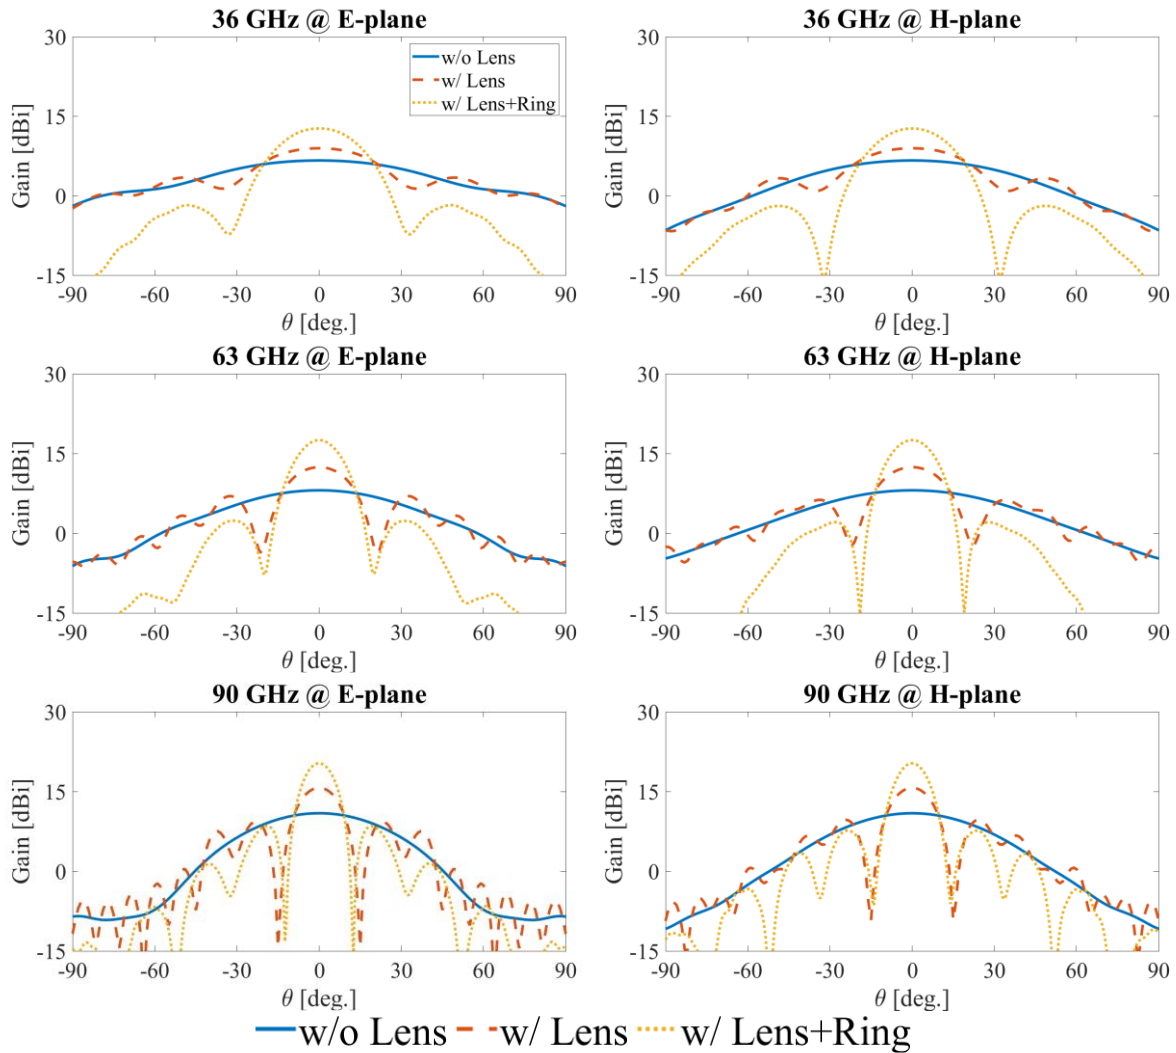 36 GHz @ E-plane
30
15
0
-15
Gain [dBi]
-90 -60 -30 0 30 60 90
θ [deg.]
w/o Lens
w/ Lens
w/ Lens+Ring
36 GHz @ H-plane
30
15
0
-15
Gain [dBi]
-90 -60 -30 0 30 60 90
θ [deg.]
63 GHz @ E-plane
30
15
0
-15
Gain [dBi]
-90 -60 -30 0 30 60 90
θ [deg.]
63 GHz @ H-plane
30
15
0
-15
Gain [dBi]
-90 -60 -30 0 30 60 90
θ [deg.]
90 GHz @ E-plane
30
15
0
-15
Gain [dBi]
-90 -60 -30 0 30 60 90
θ [deg.]
90 GHz @ H-plane
30
15
0
-15
Gain [dBi]
-90 -60 -30 0 30 60 90
θ [deg.]
w/o Lens w/ Lens w/ Lens+Ring